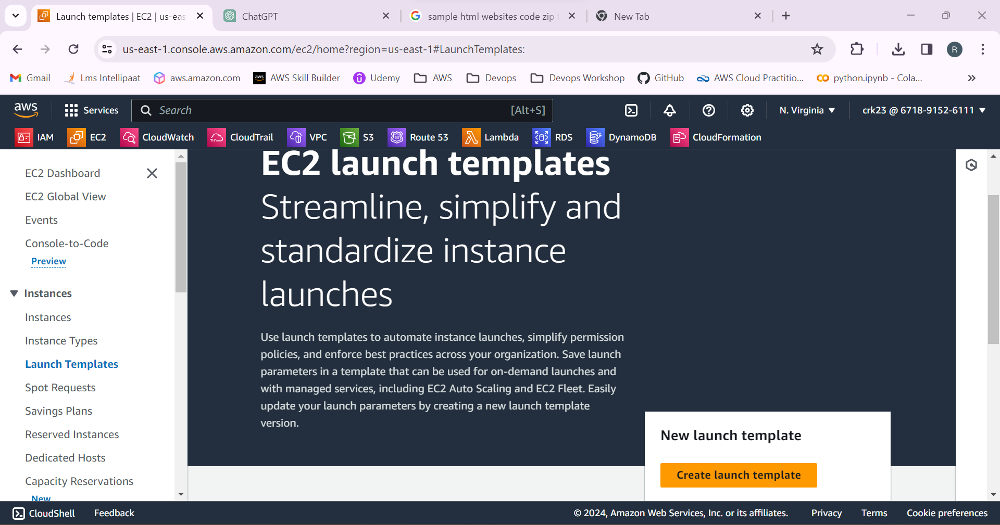 Launch templates | EC2 | us-eas
ChatGPT
sample html websites code zip
New Tab
us-east-1.console.aws.amazon.com/ec2/home?region=us-east-1#LaunchTemplates:
R
Gmail
Lms Intellipaat
aws.amazon.com
aws
AWS Skill Builder
Udemy
AWS
Devops
Devops Workshop
GitHub
AWS Cloud Practitio...
python.ipynb - Cola...
aws
Services
Search
[Alt+S]
N. Virginia
crk23 @ 6718-9152-6111
IAM
EC2
CloudWatch
CloudTrail
VPC
S3
53
Route 53
Lambda
RDS
DynamoDB
CloudFormation
EC2 Dashboard
EC2 Global View
Events
Console-to-Code
Preview
Instances
Instances
Instance Types
Launch Templates
Spot Requests
Savings Plans
Reserved Instances
Dedicated Hosts
Capacity Reservations
New
EC2 launch templates
Streamline, simplify and
standardize instance
launches
Use launch templates to automate instance launches, simplify permission
policies, and enforce best practices across your organization. Save launch
parameters in a template that can be used for on-demand launches and
with managed services, including EC2 Auto Scaling and EC2 Fleet. Easily
update your launch parameters by creating a new launch template
version.
New launch template
Create launch template
CloudShell
Feedback
© 2024, Amazon Web Services, Inc. or its affiliates.
Privacy
Terms
Cookie preferences